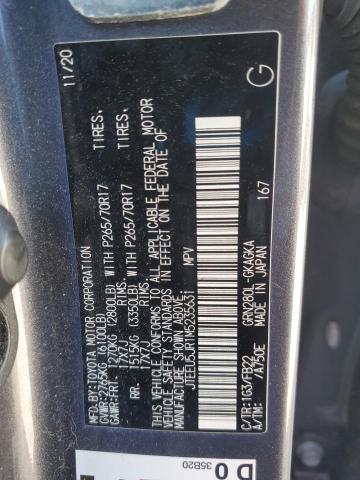 11/20
MFD.BY:TOYOTA MOTOR CORPORATION
GVWR:2765KG (6100LB)
GAWR:FRT. 1270KG (2800LB) WITH P265/70R17 TIRES,
17X7J RIMS
RR. 1515KG (3350LB) WITH P265/70R17 TIRES,
17X7J RIMS
THIS VEHICLE CONFORMS TO ALL APPLICABLE FEDERAL MOTOR
VEHICLE SAFETY STANDARDS IN EFFECT ON THE DATE OF
MANUFACTURE SHOWN ABOVE.
MPV
167
C/TR:1G3/FB22 GRN280L-GKAGKA
A/TM: /A750E MADE IN JAPAN
G
D0
35B20